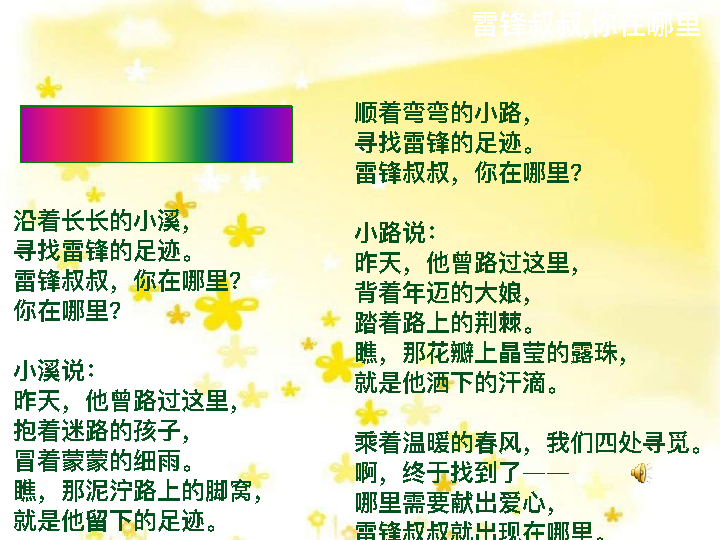 雷锋叔叔,你在哪里
沿着长长的小溪，
寻找雷锋的足迹。
雷锋叔叔，你在哪里？
你在哪里？
小溪说：
昨天，他曾路过这里，
抱着迷路的孩子，
冒着蒙蒙的细雨。
瞧，那泥泞路上的脚窝，
就是他留下的足迹。
顺着弯弯的小路，
寻找雷锋的足迹。
雷锋叔叔，你在哪里？
小路说：
昨天，他曾路过这里，
背着年迈的大娘，
踏着路上的荆棘。
瞧，那花瓣上晶莹的露珠，
就是他洒下的汗滴。
乘着温暖的春风，我们四处寻觅。
啊，终于找到了——
哪里需要献出爱心，
雷锋叔叔就出现在哪里。